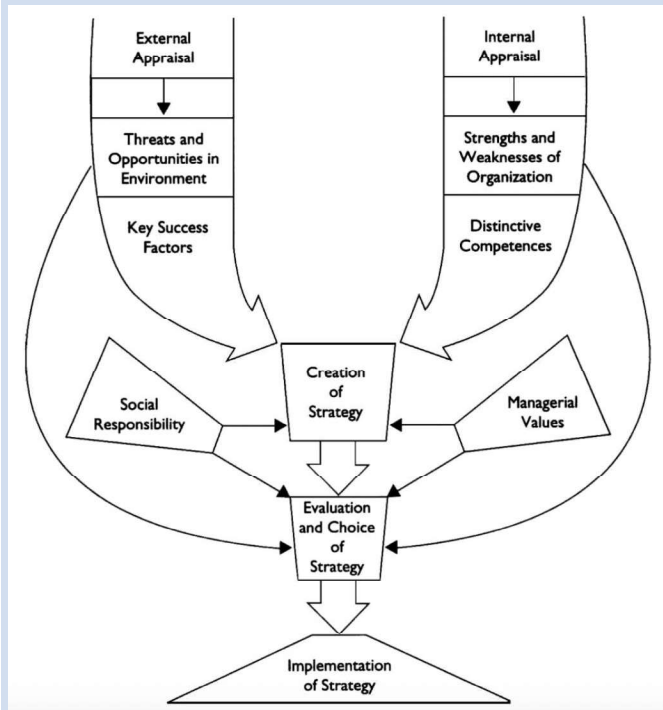 External
Appraisal
Internal
Appraisal
Threats and
Opportunities in
Environment
Strengths and
Weaknesses of
Organization
Key Success
Factors
Distinctive
Competences
Creation
of
Strategy
Social
Responsibility
Managerial
Values
Evaluation
and Choice
of
Strategy
Implementation
of Strategy